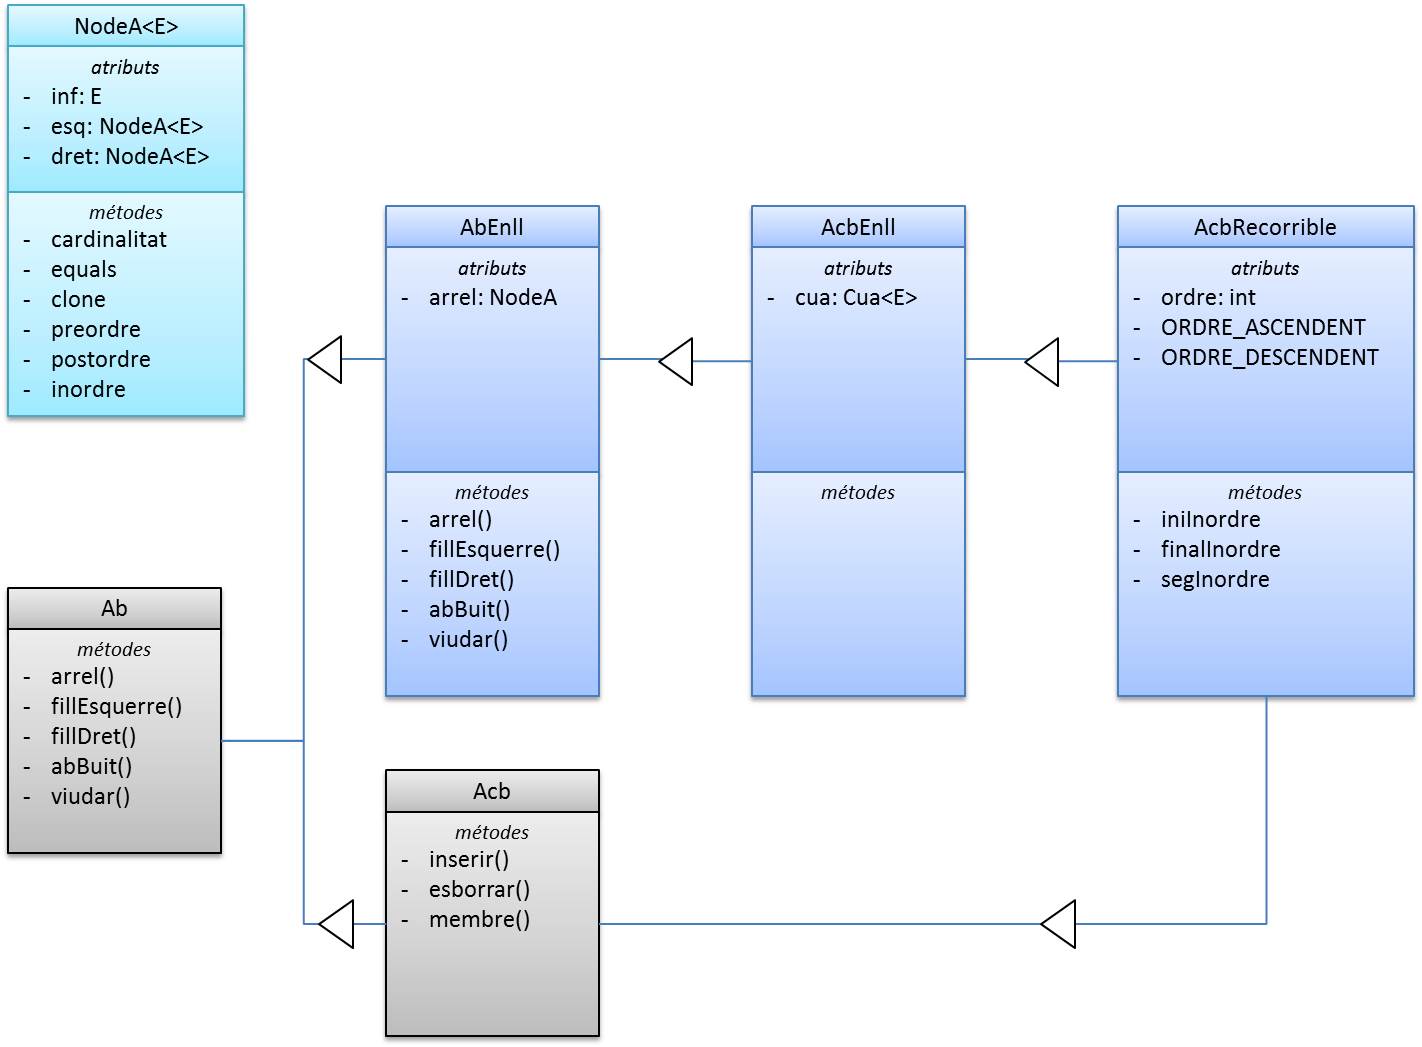 NodeA<E>
atributs
- inf: E
- esq: NodeA<E>
- dret: NodeA<E>
métodes
- cardinalitat
- equals
- clone
- preordre
- postordre
- inordre
AbEnll
atributs
- arrel: NodeA
métodes
- arrel()
- fillEsquerre()
- fillDret()
- abBuit()
- viudar()
AcbEnll
atributs
- cua: Cua<E>
métodes
AcbRecorrible
atributs
- ordre: int
- ORDRE_ASCENDENT
- ORDRE_DESCENDENT
métodes
- iniInordre
- finalInordre
- segInordre
Ab
métodes
- arrel()
- fillEsquerre()
- fillDret()
- abBuit()
- viudar()
Acb
métodes
- inserir()
- esborrar()
- membre()